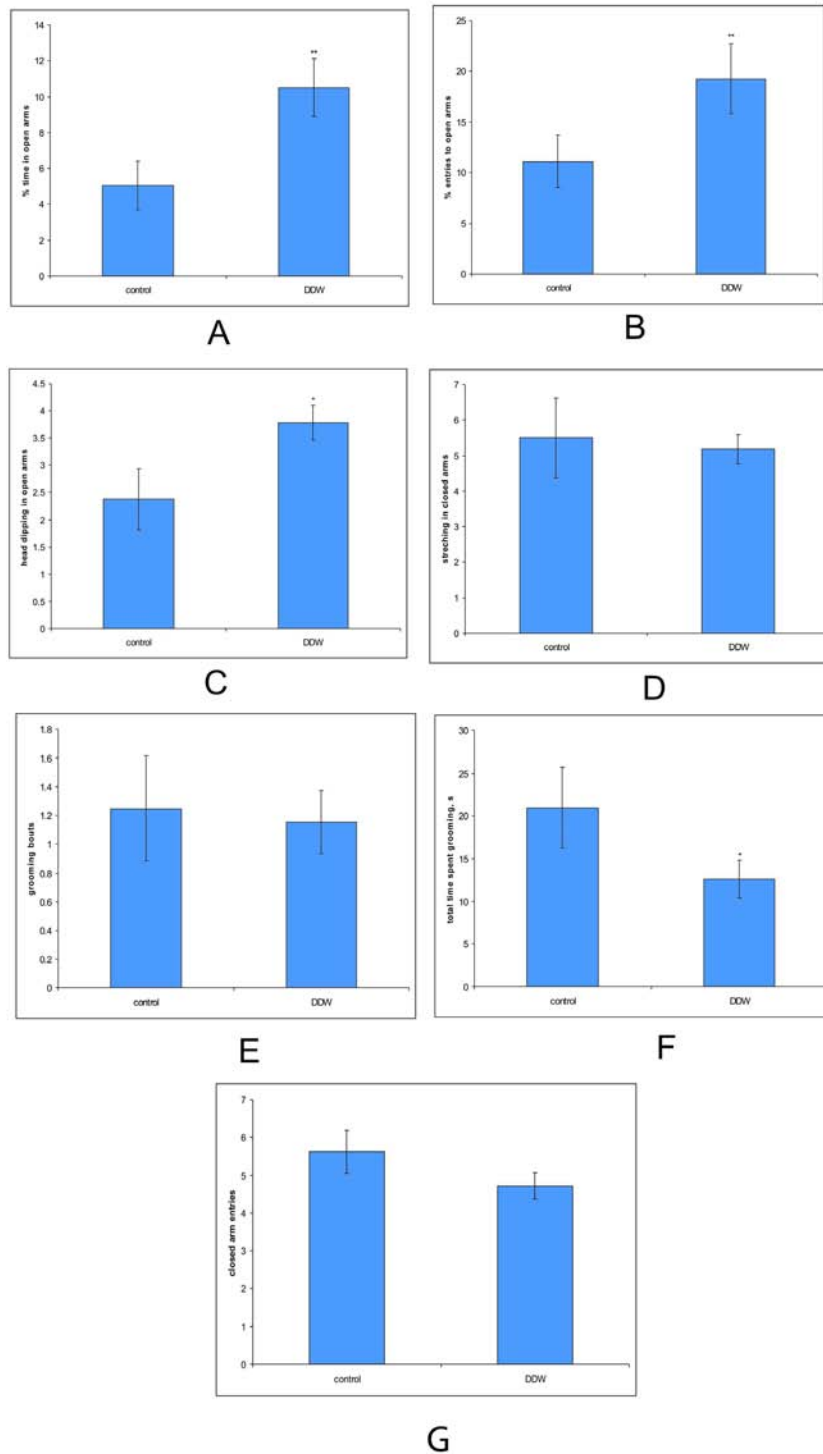 14
12
10
8
6
4
2
0
% time in open arms
**
control
DDW
A
25
20
15
10
5
0
% entries to open arms
**
control
DDW
B
4.5
4
3.5
3
2.5
2
1.5
1
0.5
0
head dipping in open arms
*
control
DDW
C
7
6
5
4
3
2
1
0
streching in closed arms
control
DDW
D
1.8
1.6
1.4
1.2
1
0.8
0.6
0.4
0.2
0
grooming bouts
control
DDW
E
30
25
20
15
10
5
0
total time spent grooming, s
*
control
DDW
F
7
6
5
4
3
2
1
0
closed arm entries
control
DDW
G